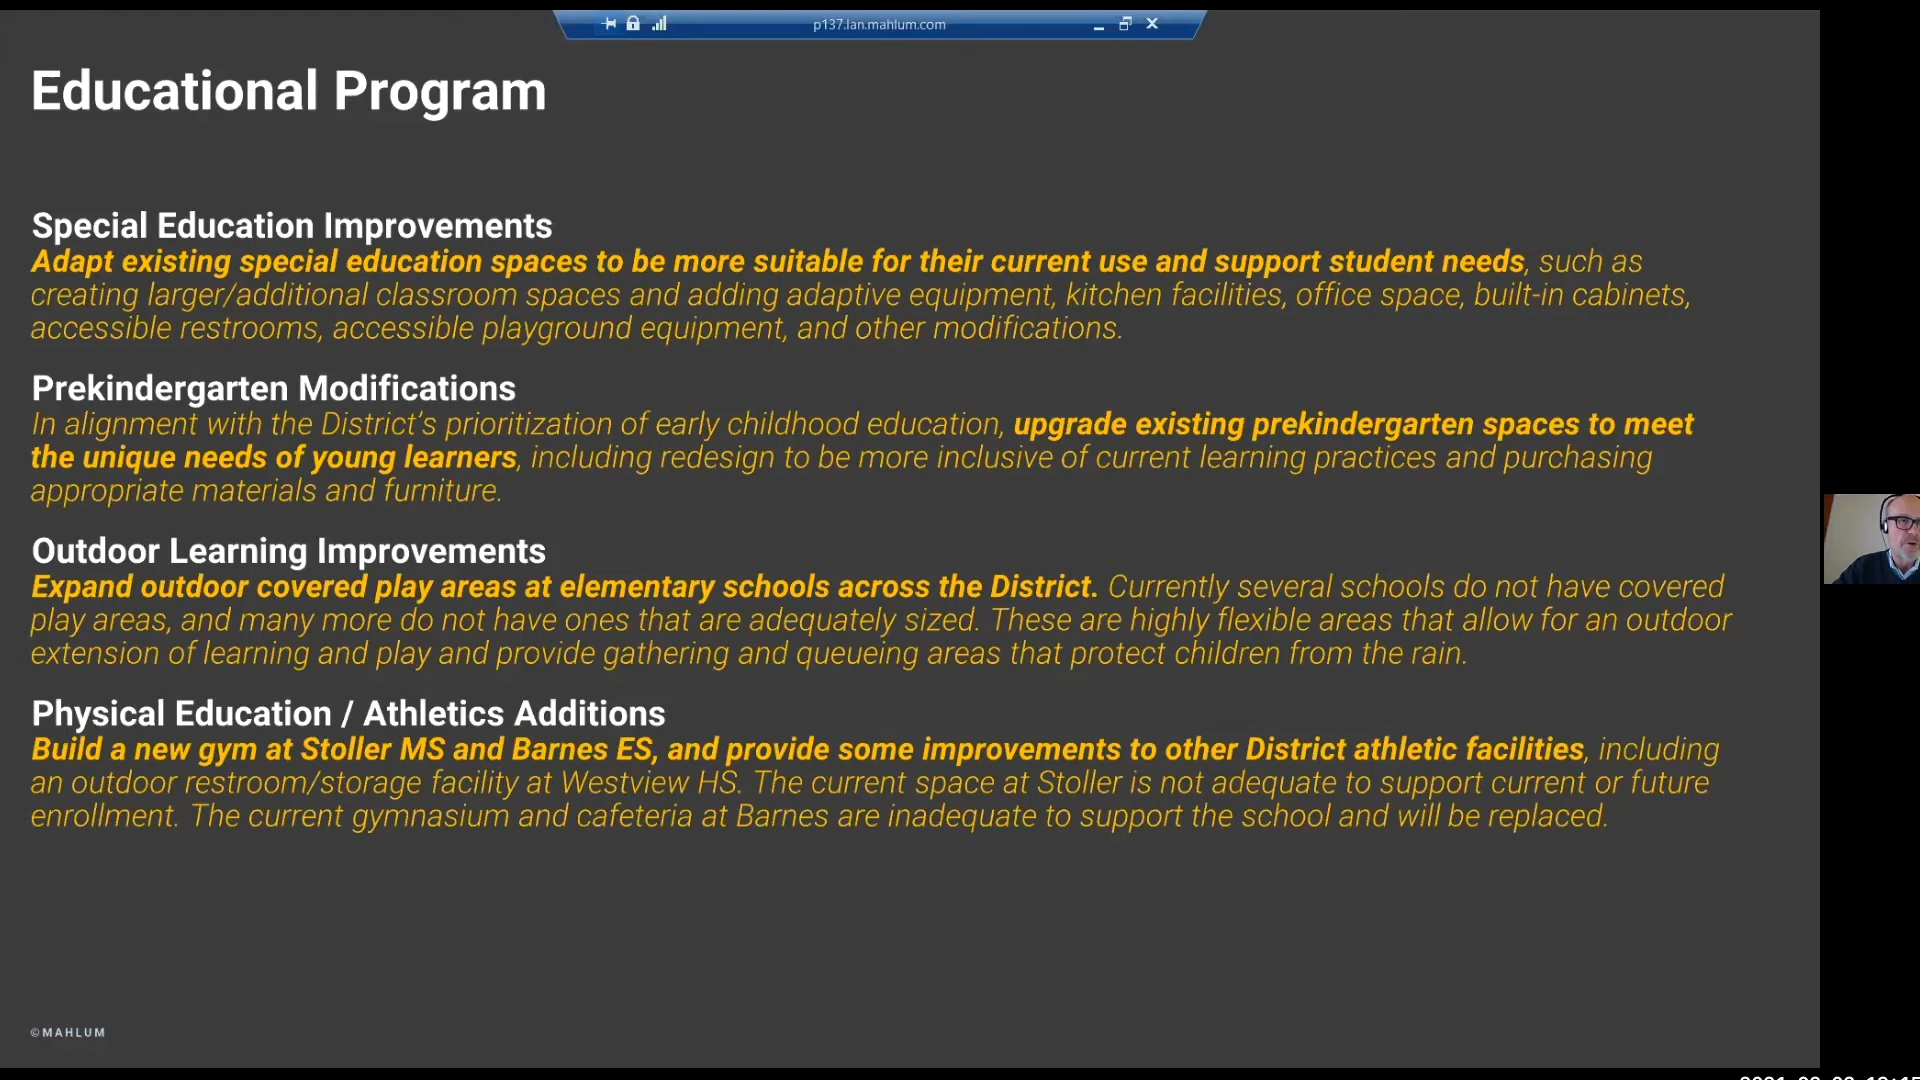 p137.lan.mahlum.com
Educational Program
Special Education Improvements
Adapt existing special education spaces to be more suitable for their current use and support student needs, such as
creating larger/additional classroom spaces and adding adaptive equipment, kitchen facilities, office space, built-in cabinets,
accessible restrooms, accessible playground equipment, and other modifications.
Prekindergarten Modifications
In alignment with the District’s prioritization of early childhood education, upgrade existing prekindergarten spaces to meet
the unique needs of young learners, including redesign to be more inclusive of current learning practices and purchasing
appropriate materials and furniture.
Outdoor Learning Improvements
Expand outdoor covered play areas at elementary schools across the District. Currently several schools do not have covered
play areas, and many more do not have ones that are adequately sized. These are highly flexible areas that allow for an outdoor
extension of learning and play and provide gathering and queueing areas that protect children from the rain.
Physical Education / Athletics Additions
Build a new gym at Stoller MS and Barnes ES, and provide some improvements to other District athletic facilities, including
an outdoor restroom/storage facility at Westview HS. The current space at Stoller is not adequate to support current or future
enrollment. The current gymnasium and cafeteria at Barnes are inadequate to support the school and will be replaced.
©MAHLUM